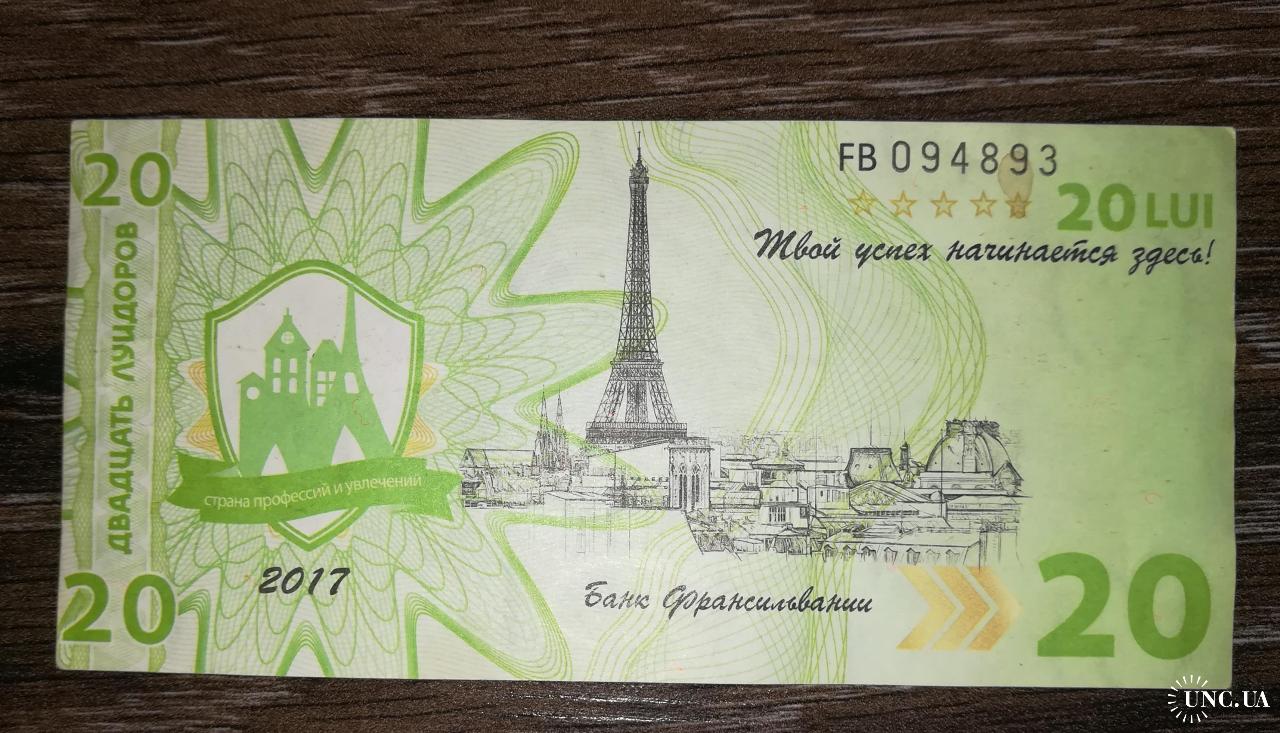 20
FB 094893
20 LUI
Твой успех начинается здесь!
ДВАДЦАТЬ ЛУИДОРОВ
страна профессий и увлечений
2017
Банк Франсильвании
20
20
UNC.UA